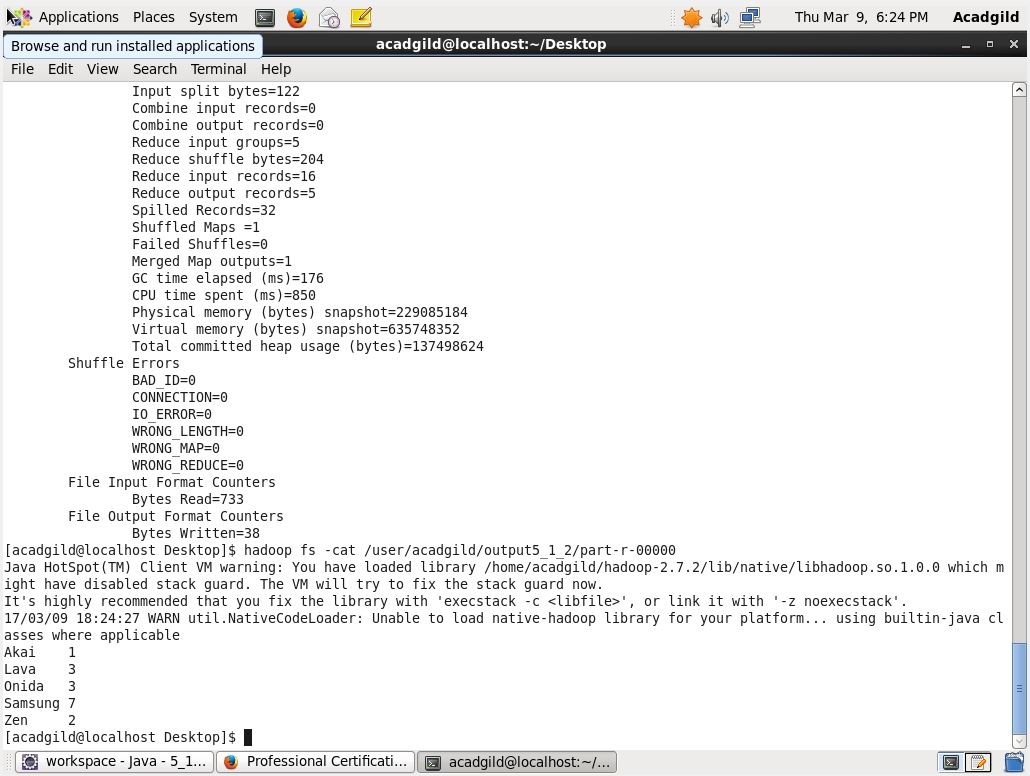 Applications Places System Thu Mar 9, 6:24 PM Acadgild
Browse and run installed applications acadgild@localhost:~/Desktop
File Edit View Search Terminal Help
Input split bytes=122
Combine input records=0
Combine output records=0
Reduce input groups=5
Reduce shuffle bytes=204
Reduce input records=16
Reduce output records=5
Spilled Records=32
Shuffled Maps =1
Failed Shuffles=0
Merged Map outputs=1
GC time elapsed (ms)=176
CPU time spent (ms)=850
Physical memory (bytes) snapshot=229085184
Virtual memory (bytes) snapshot=635748352
Total committed heap usage (bytes)=137498624
Shuffle Errors
BAD_ID=0
CONNECTION=0
IO_ERROR=0
WRONG_LENGTH=0
WRONG_MAP=0
WRONG_REDUCE=0
File Input Format Counters
Bytes Read=733
File Output Format Counters
Bytes Written=38
[acadgild@localhost Desktop]$ hadoop fs -cat /user/acadgild/output5_1_2/part-r-00000
Java HotSpot(TM) Client VM warning: You have loaded library /home/acadgild/hadoop-2.7.2/lib/native/libhadoop.so.1.0.0 which m
ight have disabled stack guard. The VM will try to fix the stack guard now.
It's highly recommended that you fix the library with 'execstack -c <libfile>', or link it with '-z noexecstack'.
17/03/09 18:24:27 WARN util.NativeCodeLoader: Unable to load native-hadoop library for your platform... using builtin-java cl
asses where applicable
Akai 1
Lava 3
Onida 3
Samsung 7
Zen 2
[acadgild@localhost Desktop]$
workspace - Java - 5_1... Professional Certificati... acadgild@localhost:~/...